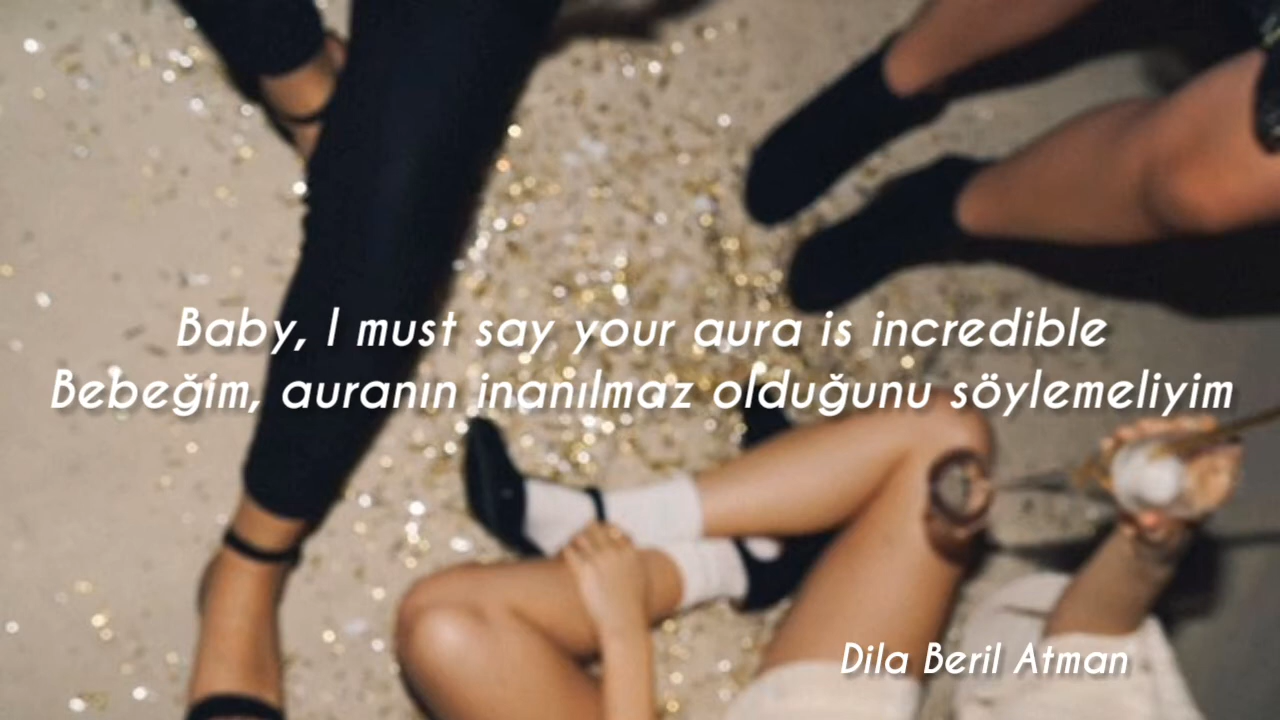 Baby, I must say your aura is incredible
Bebeğim, auranın inanılmaz olduğunu söylemeliyim
Dila Beril Atman